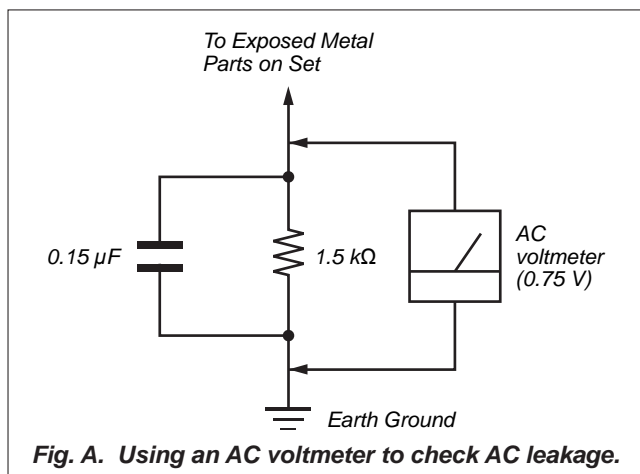 To Exposed Metal
Parts on Set
0.15 µF
1.5 kΩ
AC
voltmeter
(0.75 V)
Earth Ground
Fig. A. Using an AC voltmeter to check AC leakage.